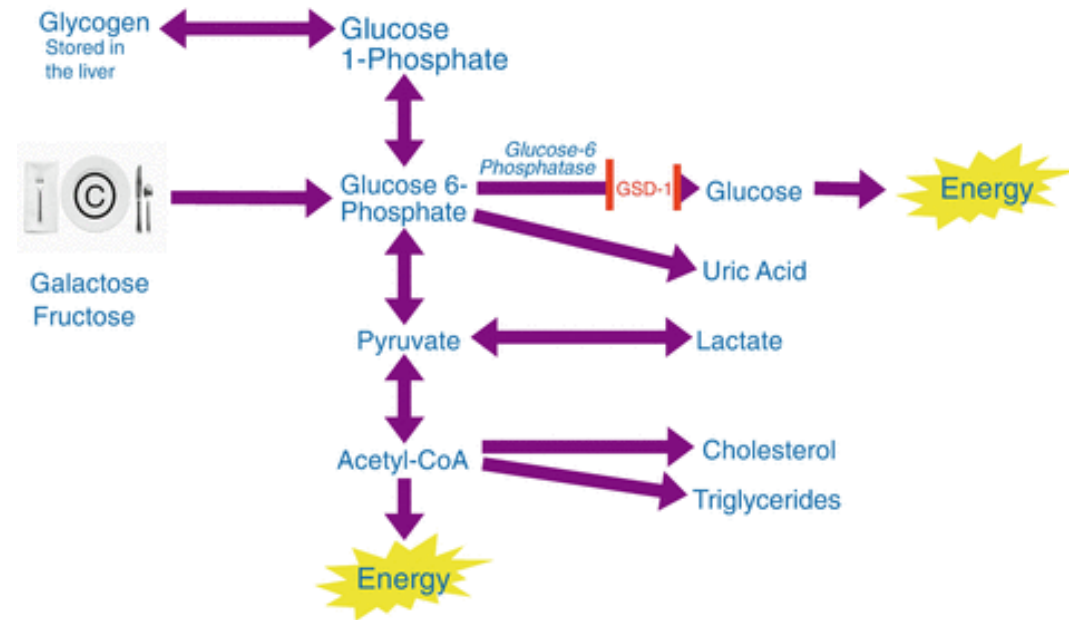 Glycogen
Stored in
the liver
Glucose
1-Phosphate
Glucose-6
Phosphatase
©
Glucose 6-
Phosphate
GSD-1
Glucose
Energy
Uric Acid
Galactose
Fructose
Pyruvate
Lactate
Acetyl-CoA
Cholesterol
Triglycerides
Energy